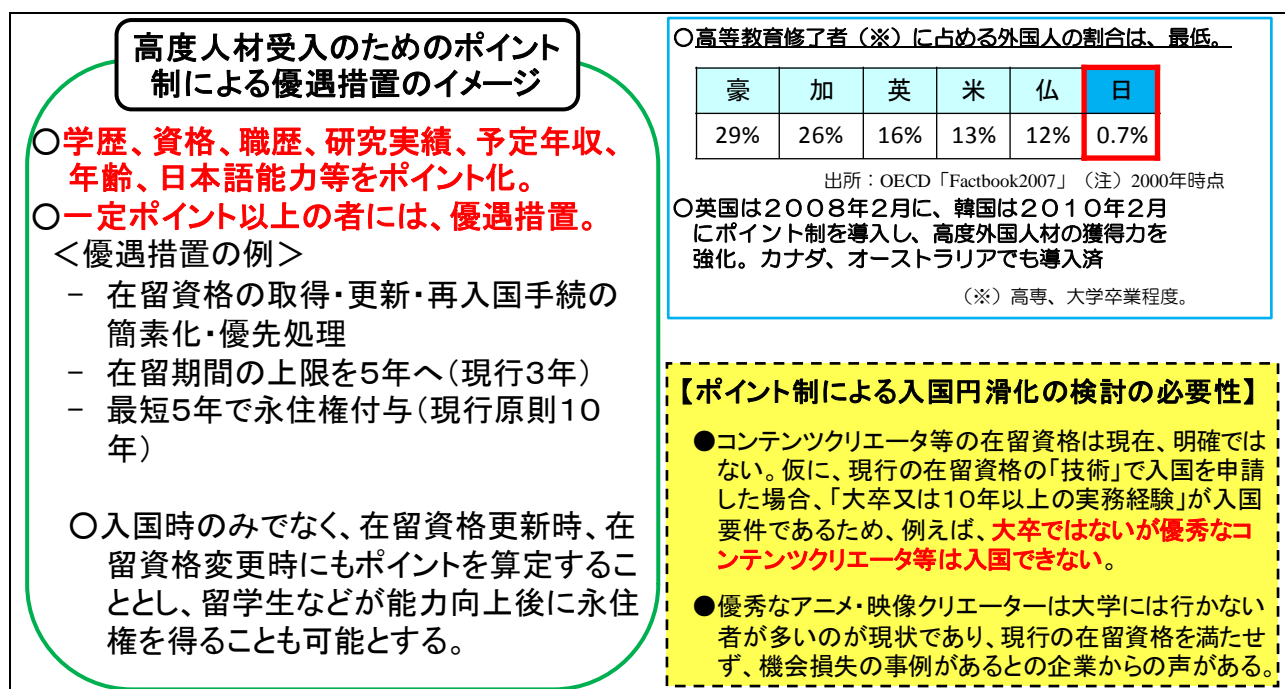 高度人材受入のためのポイント
制による優遇措置のイメージ
○学歴、資格、職歴、研究実績、予定年収、
年齢、日本語能力等をポイント化。
○一定ポイント以上の者には、優遇措置。
＜優遇措置の例＞
－ 在留資格の取得・更新・再入国手続の
簡素化・優先処理
－ 在留期間の上限を５年へ（現行３年）
－ 最短５年で永住権付与（現行原則１０
年）
○入国時のみでなく、在留資格更新時、在
留資格変更時にもポイントを算定するこ
ととし、留学生などが能力向上後に永住
権を得ることも可能とする。
○高等教育修了者（※）に占める外国人の割合は、最低。
豪 加 英 米 仏 日
29% 26% 16% 13% 12% 0.7%
出所：OECD「Factbook2007」（注）2000年時点
○英国は２００８年２月に、韓国は２０１０年２月
にポイント制を導入し、高度外国人材の獲得力を
強化。カナダ、オーストラリアでも導入済
（※）高専、大学卒業程度。
【ポイント制による入国円滑化の検討の必要性】
●コンテンツクリエータ等の在留資格は現在、明確では
ない。仮に、現行の在留資格の「技術」で入国を申請
した場合、「大卒又は１０年以上の実務経験」が入国
要件であるため、例えば、大卒ではないが優秀なコ
ンテンツクリエータ等は入国できない。
●優秀なアニメ・映像クリエーターは大学には行かない
者が多いのが現状であり、現行の在留資格を満たせ
ず、機会損失の事例があるとの企業からの声がある。